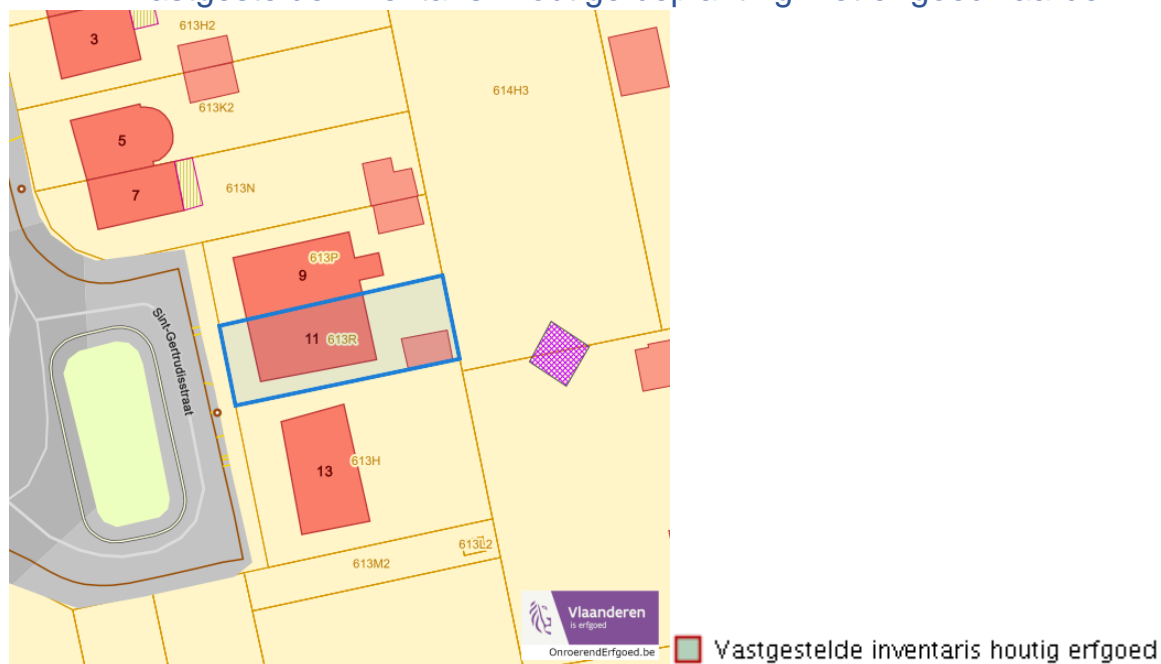 613H2
3
614H3
613K2
5
7
613N
613P
9
11
613R
Sint-Gertrudisstraat
13
613H
613L2
613M2
Vlaanderen
is erfgoed
OnroerendErfgoed.be
Vastgestelde inventaris houtig erfgoed